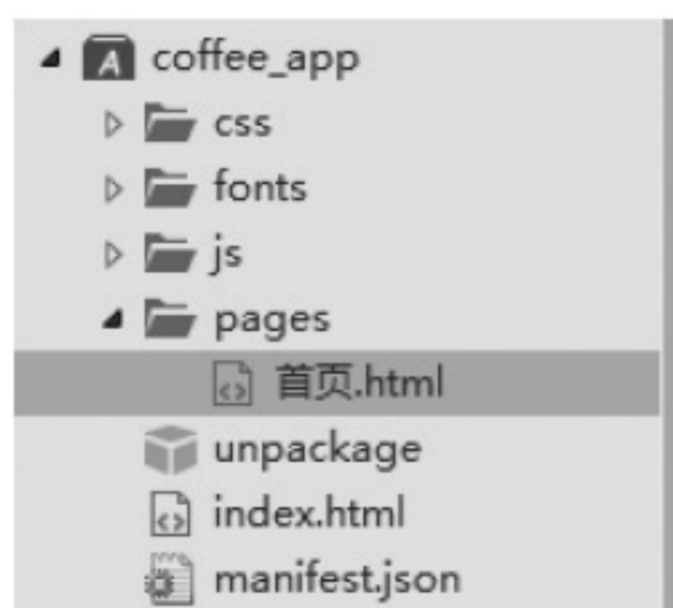 coffee_app
css
fonts
js
pages
首页.html
unpackage
index.html
manifest.json